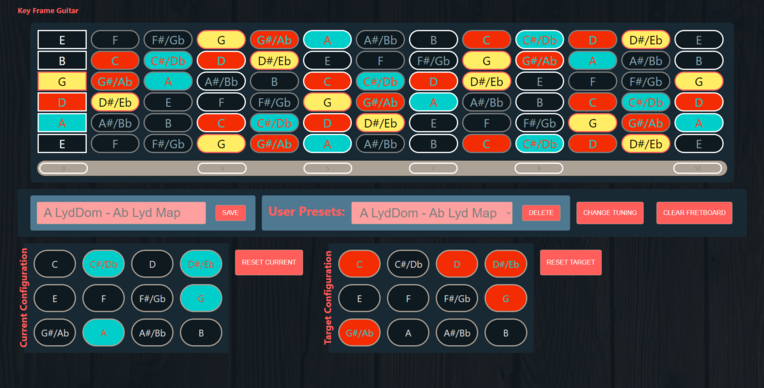 Key Frame Guitar
E F F#/Gb G G#/Ab A A#/Bb B C C#/Db D D#/Eb E
B C C#/Db D D#/Eb E F F#/Gb G G#/Ab A A#/Bb B
G G#/Ab A A#/Bb B C C#/Db D D#/Eb E F F#/Gb G
D D#/Eb E F F#/Gb G G#/Ab A A#/Bb B C C#/Db D
A A#/Bb B C C#/Db D D#/Eb E F F#/Gb G G#/Ab A
E F F#/Gb G G#/Ab A A#/Bb B C C#/Db D D#/Eb E
A LydDom - Ab Lyd Map SAVE User Presets: A LydDom - Ab Lyd Map DELETE CHANGE TUNING CLEAR FRETBOARD
Current Configuration
C C#/Db D D#/Eb
E F F#/Gb G
G#/Ab A A#/Bb B
RESET CURRENT
Target Configuration
C C#/Db D D#/Eb
E F F#/Gb G
G#/Ab A A#/Bb B
RESET TARGET